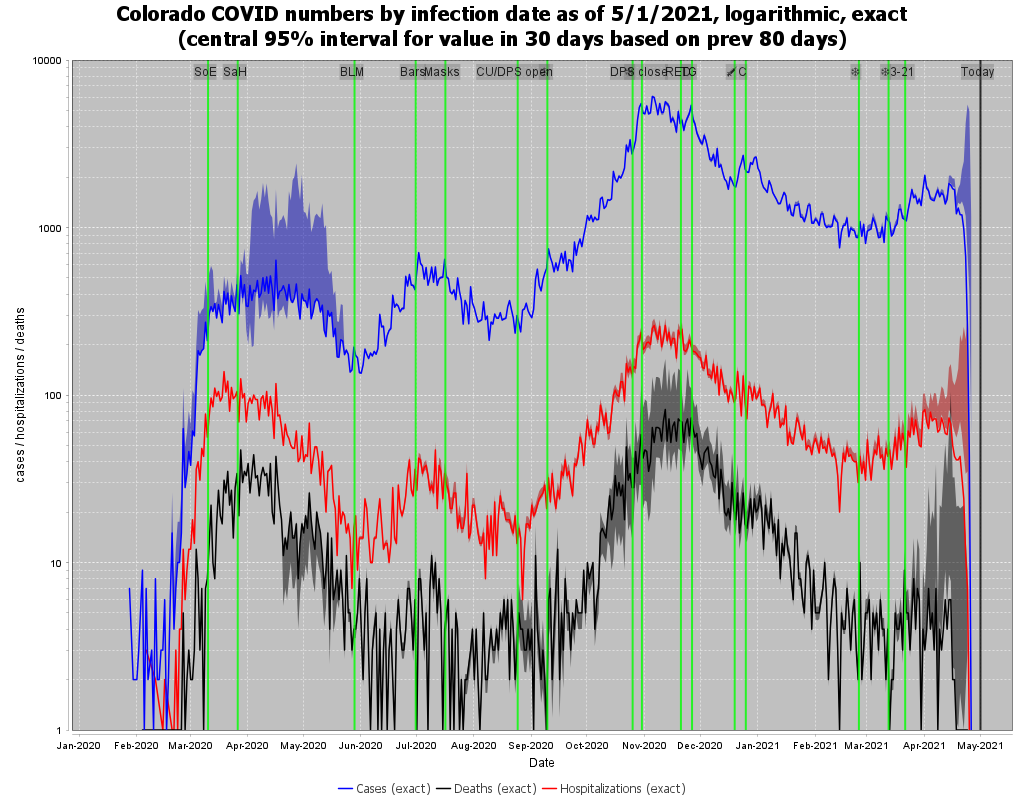 Colorado COVID numbers by infection date as of 5/1/2021, logarithmic, exact
(central 95% interval for value in 30 days based on prev 80 days)
SoE SaH BLM Bars Masks CU/DPS open DPS close RED C 3-21 Today
10000
1000
100
10
1
cases / hospitalizations / deaths
Jan-2020 Feb-2020 Mar-2020 Apr-2020 May-2020 Jun-2020 Jul-2020 Aug-2020 Sep-2020 Oct-2020 Nov-2020 Dec-2020 Jan-2021 Feb-2021 Mar-2021 Apr-2021 May-2021
Date
Cases (exact) Deaths (exact) Hospitalizations (exact)